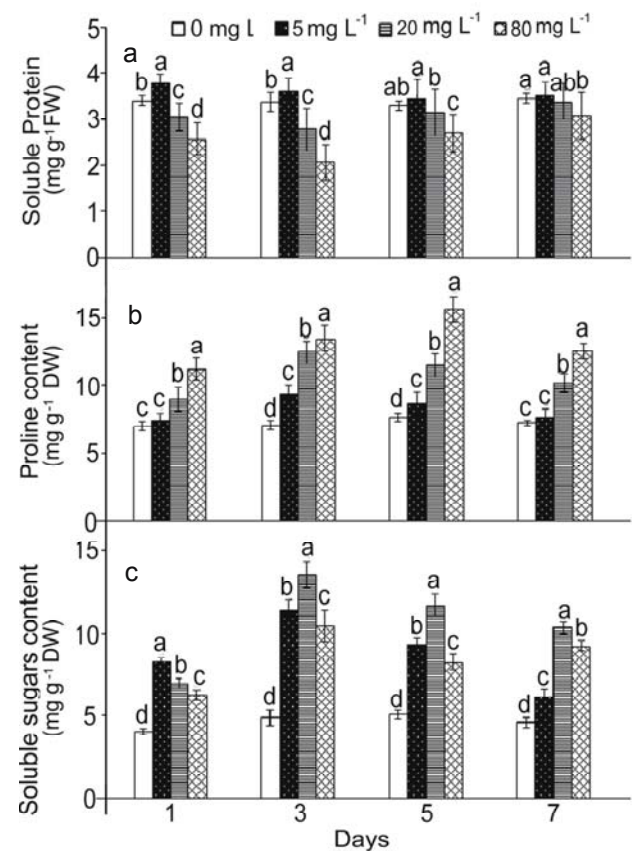 0 mg L 5 mg L⁻¹ 20 mg L⁻¹ 80 mg L⁻¹
a
Soluble Protein
(mg g⁻¹FW)
5
4
3
2
1
0
b a c d
b a c d
ab a b c
a a ab b
b
Proline content
(mg g⁻¹ DW)
15
10
5
0
c c b a
d c b a
d c b a
c c b a
c
Soluble sugars content
(mg g⁻¹ DW)
15
10
5
0
d a b c
d b a c
d b a c
d c a b
1 3 5 7
Days